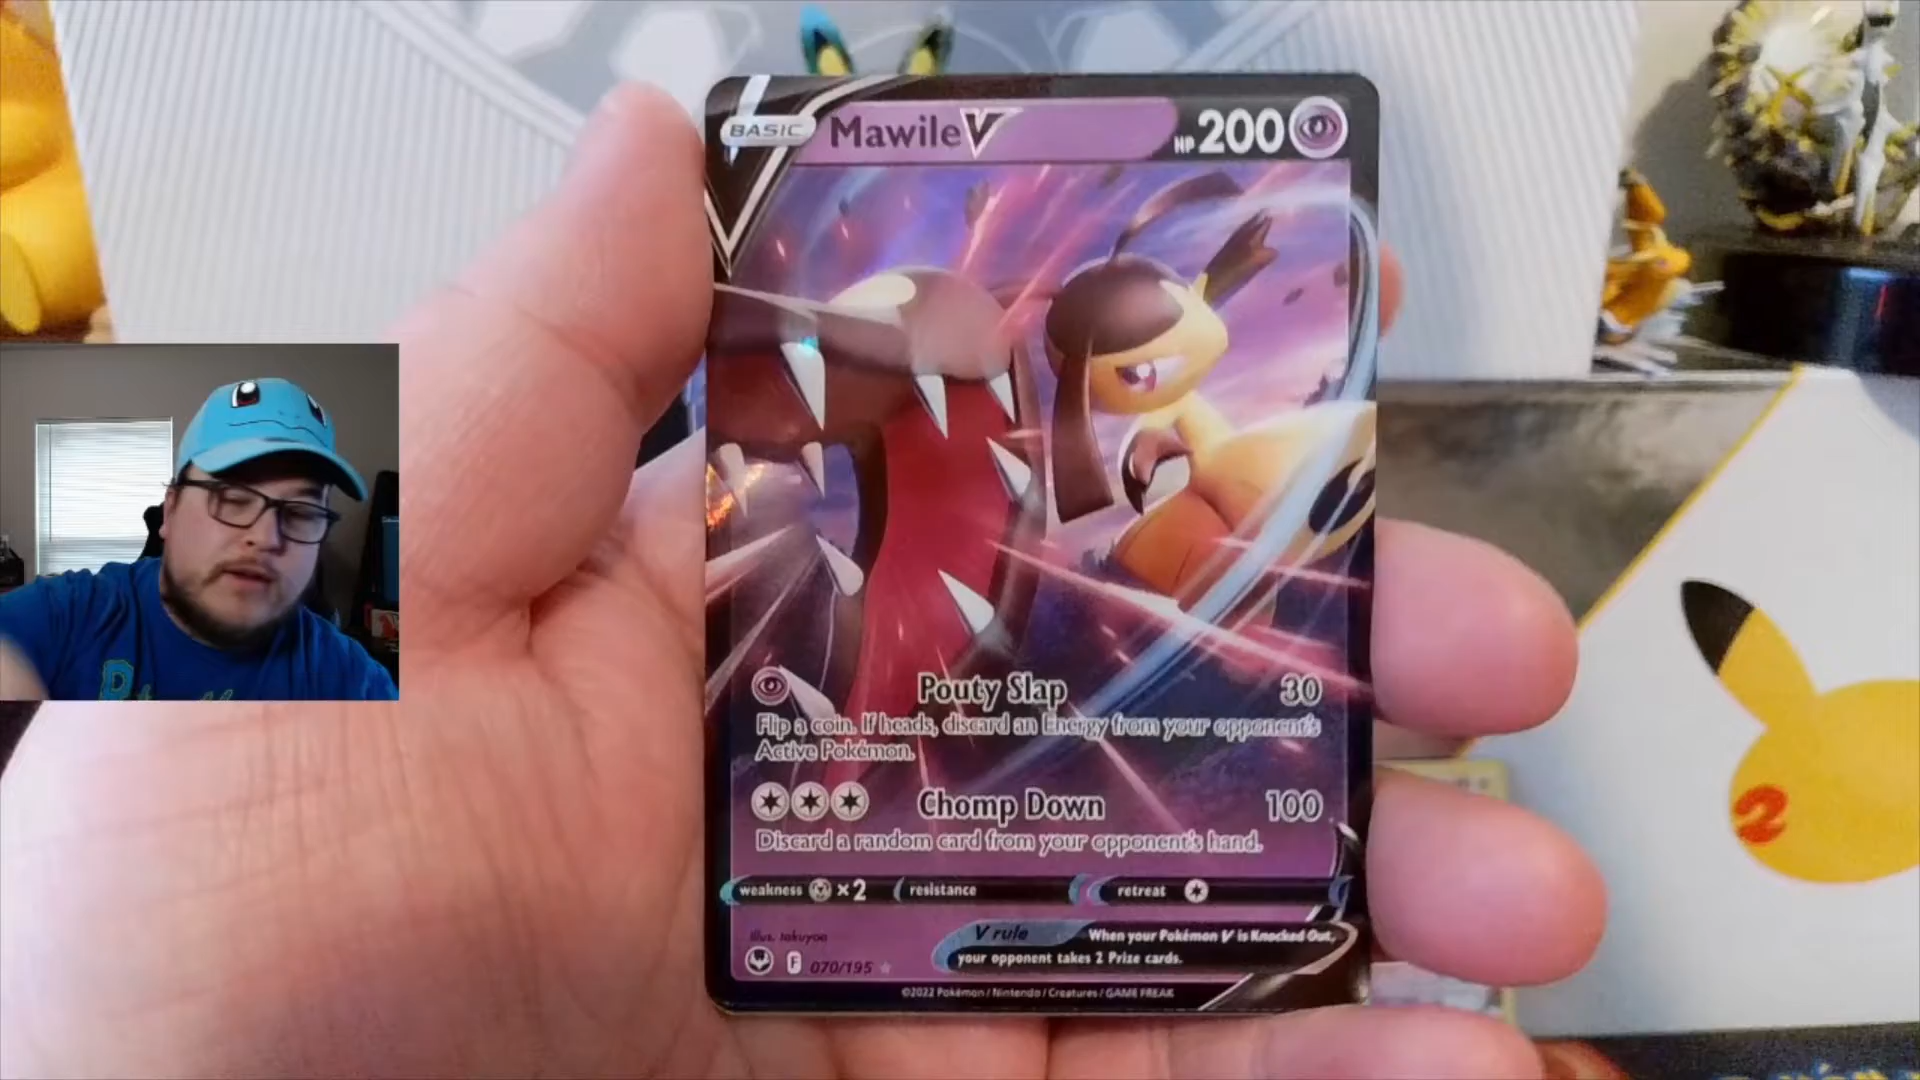 BASIC
Mawile V
HP 200
Pouty Slap 30
Flip a coin. If heads, discard an Energy from your opponent's
Active Pokémon.
Chomp Down 100
Discard a random card from your opponent's hand.
weakness ×2 resistance retreat
Illus. takuyoa
V rule When your Pokémon V is Knocked Out,
your opponent takes 2 Prize cards.
F 070/195
©2022 Pokémon / Nintendo / Creatures / GAME FREAK